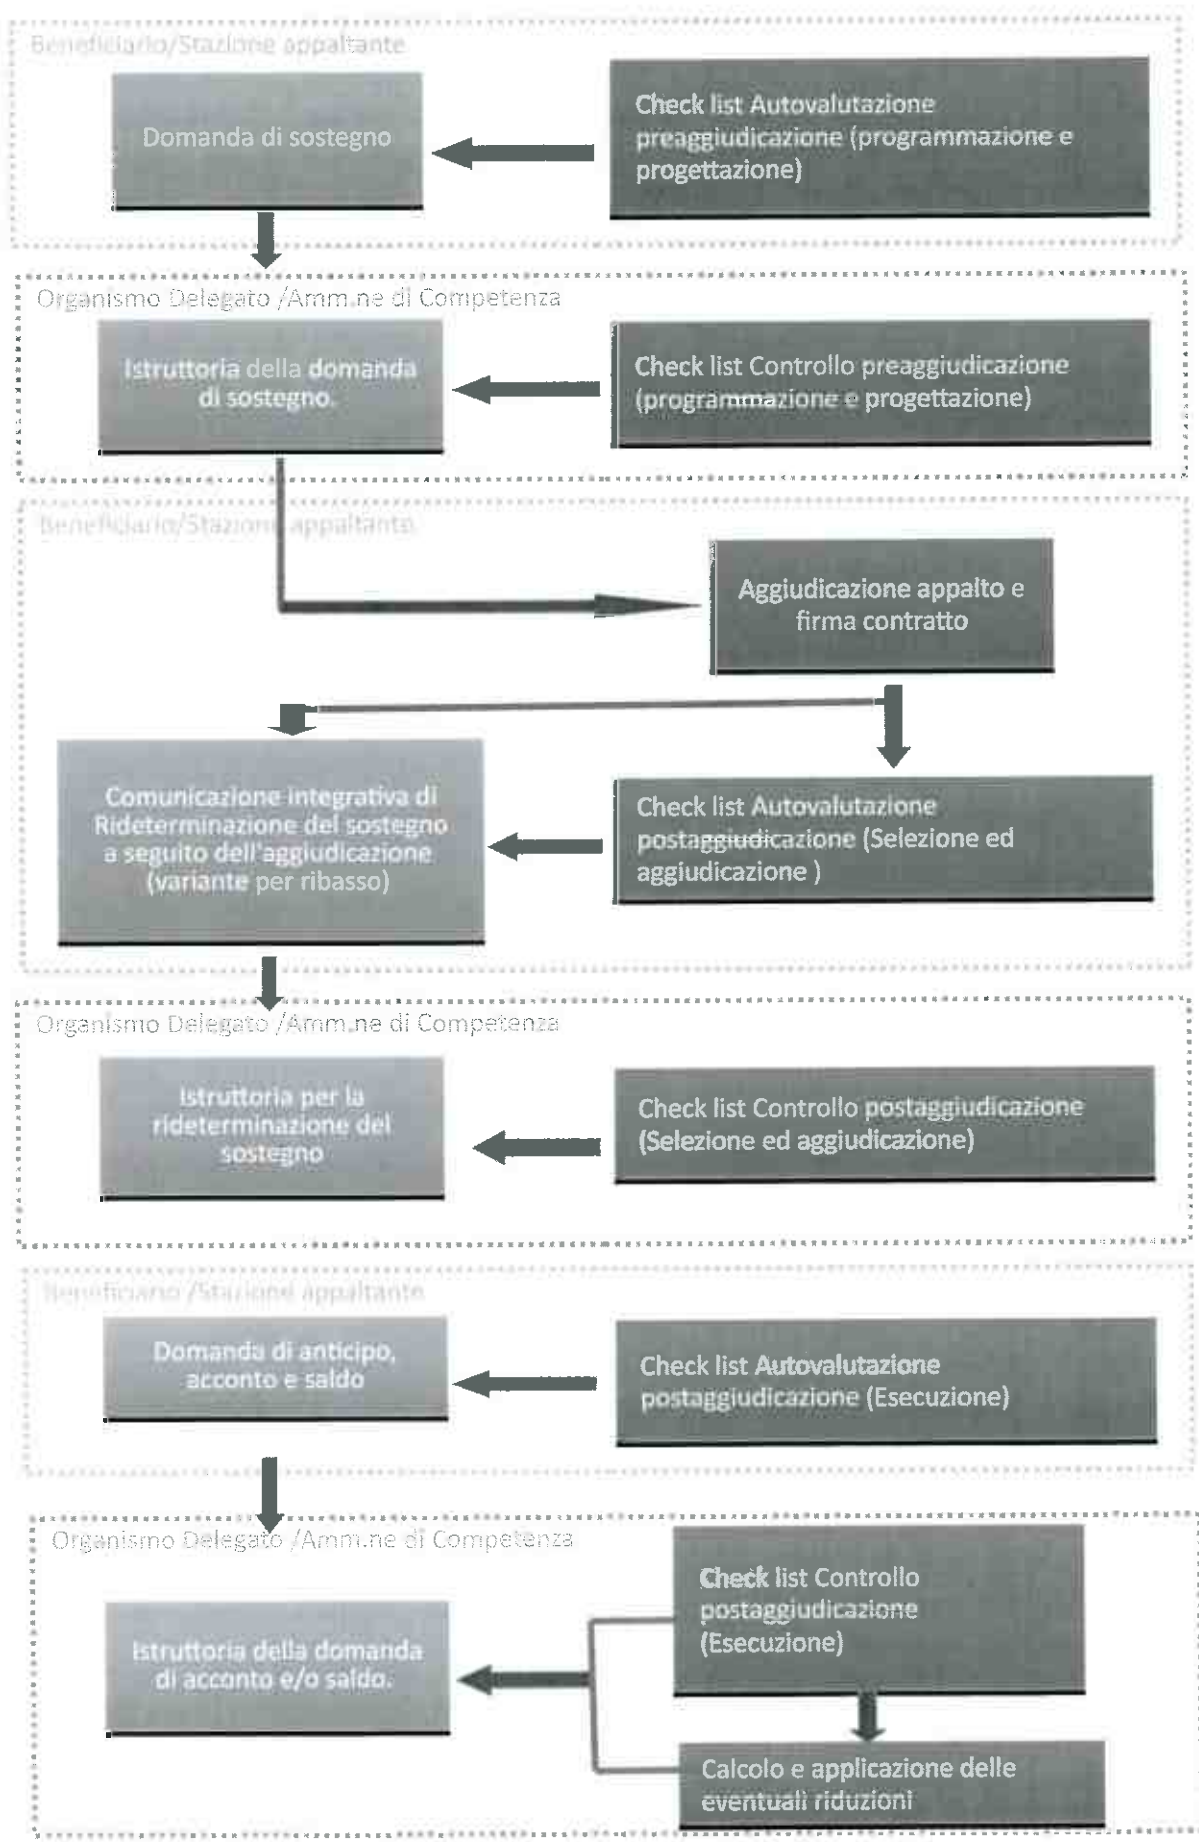 Beneficiario/Stazione appaltante
Domanda di sostegno
Check list Autovalutazione
preaggiudicazione (programmazione e
progettazione)
Organismo Delegato /Amm.ne di Competenza
Istruttoria della domanda
di sostegno.
Check list Controllo preaggiudicazione
(programmazione e progettazione)
Beneficiario/Stazione appaltante
Aggiudicazione appalto e
firma contratto
Comunicazione integrativa di
Rideterminazione del sostegno
a seguito dell'aggiudicazione
(variante per ribasso)
Check list Autovalutazione
postaggiudicazione (Selezione ed
aggiudicazione )
Organismo Delegato /Amm.ne di Competenza
Istruttoria per la
rideterminazione del
sostegno
Check list Controllo postaggiudicazione
(Selezione ed aggiudicazione)
Beneficiario /Stazione appaltante
Domanda di anticipo,
acconto e saldo
Check list Autovalutazione
postaggiudicazione (Esecuzione)
Organismo Delegato /Amm.ne di Competenza
Istruttoria della domanda
di acconto e/o saldo.
Check list Controllo
postaggiudicazione
(Esecuzione)
Calcolo e applicazione delle
eventuali riduzioni